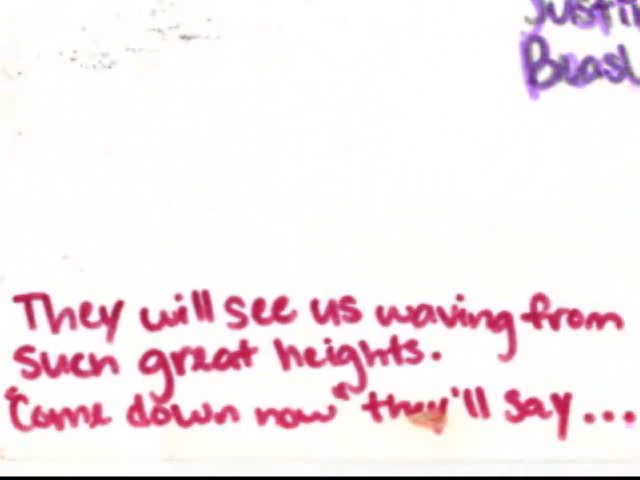 They will see us waving from
such great heights.
"Come down now" they'll say...